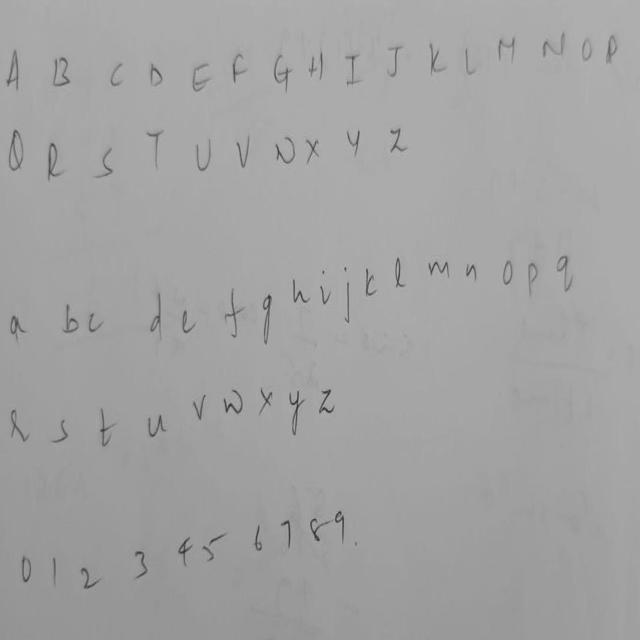 A B C D E F G H I J K L M N O P
Q R S T U V W X Y Z
a b c d e f g h i j k l m n o p q
r s t u v w x y z
0 1 2 3 4 5 6 7 8 9.